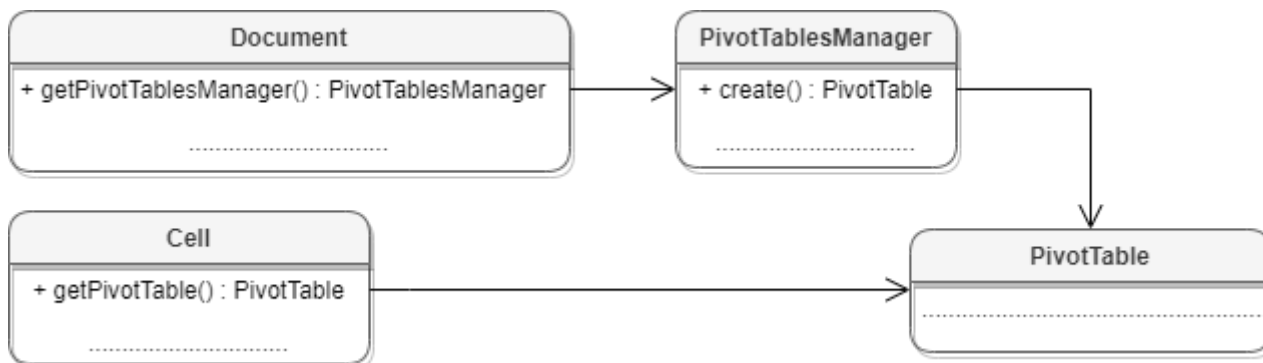 Document
+ getPivotTablesManager() : PivotTablesManager
..............................
PivotTablesManager
+ create() : PivotTable
..............................
Cell
+ getPivotTable() : PivotTable
..............................
PivotTable
...................................................